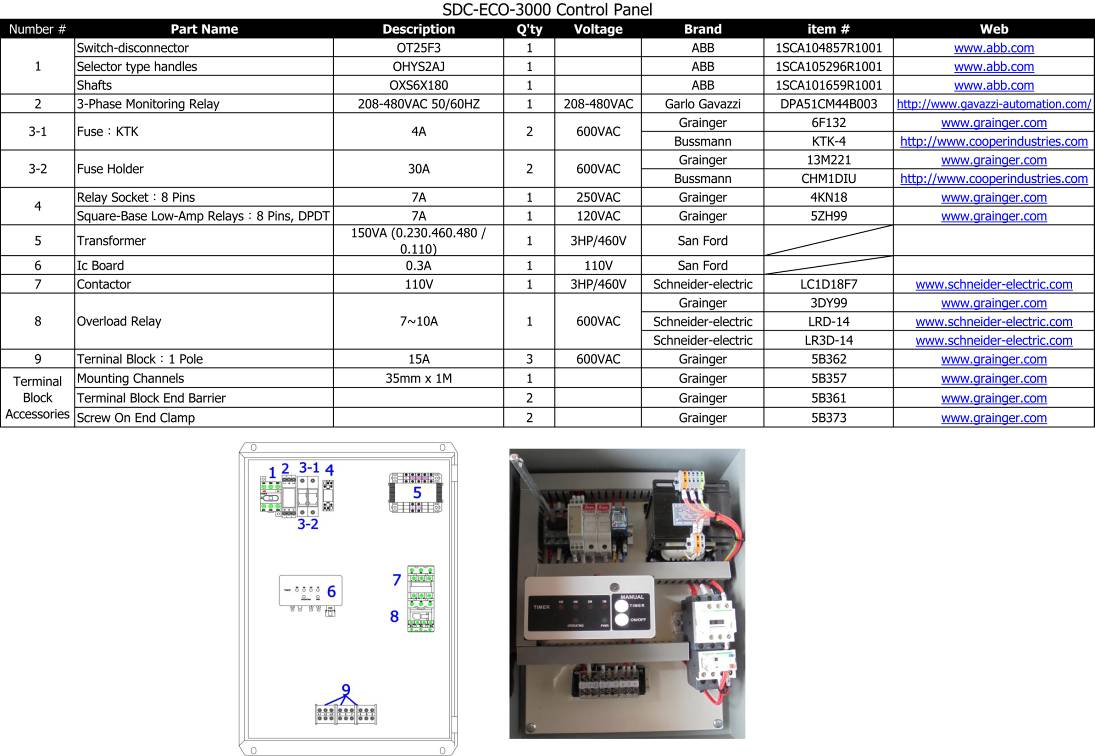 SDC-ECO-3000 Control Panel
Number # Part Name Description Q'ty Voltage Brand item # Web
1
Switch-disconnector OT25F3 1 ABB 1SCA104857R1001 www.abb.com
Selector type handles OHYS2AJ 1 ABB 1SCA105296R1001 www.abb.com
Shafts OXS6X180 1 ABB 1SCA101659R1001 www.abb.com
2 3-Phase Monitoring Relay 208-480VAC 50/60HZ 1 208-480VAC Garlo Gavazzi DPA51CM44B003 http://www.gavazzi-automation.com/
3-1 Fuse：KTK 4A 2 600VAC
Grainger 6F132 www.grainger.com
Bussmann KTK-4 http://www.cooperindustries.com
3-2 Fuse Holder 30A 2 600VAC
Grainger 13M221 www.grainger.com
Bussmann CHM1DIU http://www.cooperindustries.com
4
Relay Socket：8 Pins 7A 1 250VAC Grainger 4KN18 www.grainger.com
Square-Base Low-Amp Relays：8 Pins, DPDT 7A 1 120VAC Grainger 5ZH99 www.grainger.com
5 Transformer 150VA (0.230.460.480 / 1 3HP/460V San Ford
0.110)
6 Ic Board 0.3A 1 110V San Ford
7 Contactor 110V 1 3HP/460V Schneider-electric LC1D18F7 www.schneider-electric.com
8 Overload Relay 7~10A 1 600VAC
Grainger 3DY99 www.grainger.com
Schneider-electric LRD-14 www.schneider-electric.com
Schneider-electric LR3D-14 www.schneider-electric.com
9 Terninal Block：1 Pole 15A 3 600VAC Grainger 5B362 www.grainger.com
Terminal
Block
Accessories
Mounting Channels 35mm x 1M 1 Grainger 5B357 www.grainger.com
Terminal Block End Barrier 2 Grainger 5B361 www.grainger.com
Screw On End Clamp 2 Grainger 5B373 www.grainger.com
1 2 3-1 4
3-2
5
6
7
8
9
MANUAL
TIMER
TIMER
ON/OFF
OPERATING
PWR